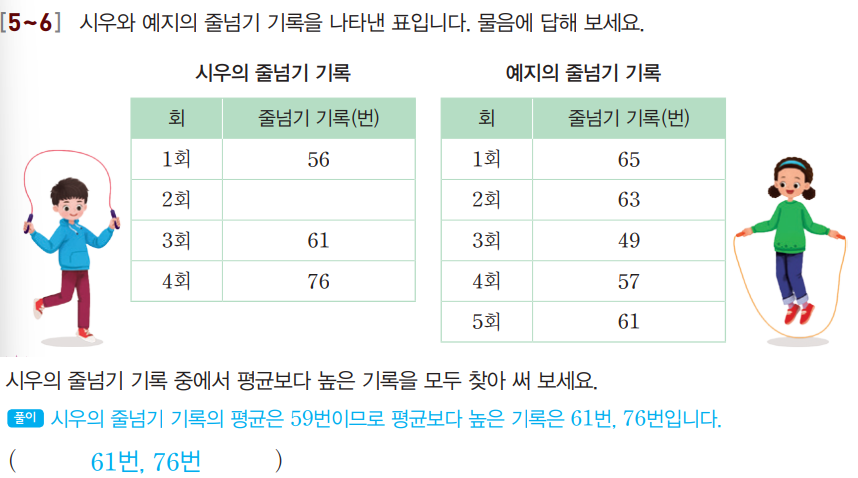 [5~6] 시우와 예지의 줄넘기 기록을 나타낸 표입니다. 물음에 답해 보세요.
시우의 줄넘기 기록
회 줄넘기 기록(번)
1회 56
2회
3회 61
4회 76
예지의 줄넘기 기록
회 줄넘기 기록(번)
1회 65
2회 63
3회 49
4회 57
5회 61
시우의 줄넘기 기록 중에서 평균보다 높은 기록을 모두 찾아 써 보세요.
풀이 시우의 줄넘기 기록의 평균은 59번이므로 평균보다 높은 기록은 61번, 76번입니다.
( 61번, 76번 )